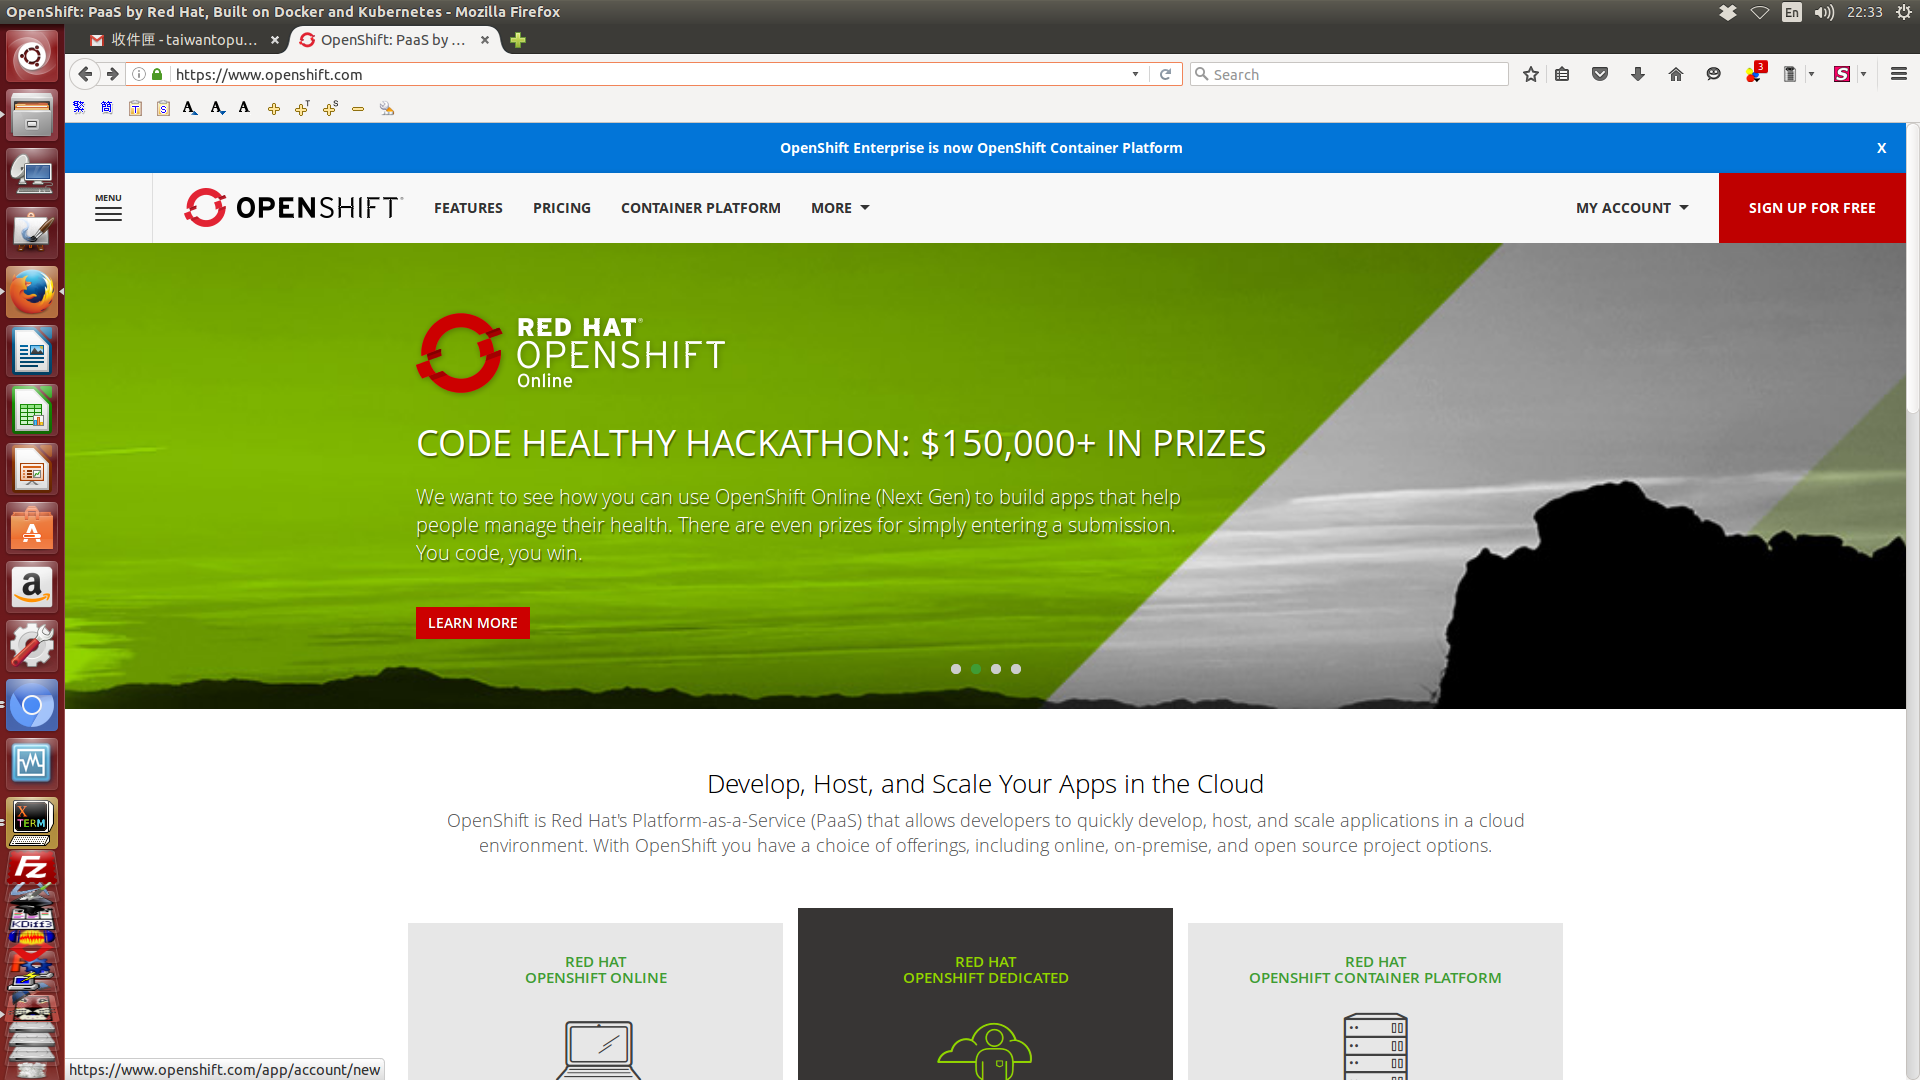 OpenShift: PaaS by Red Hat, Built on Docker and Kubernetes - Mozilla Firefox
En
22:33
收件匣 - taiwantopu...
OpenShift: PaaS by ...
https://www.openshift.com
Search
3
繁 簡 T S A A A T S
OpenShift Enterprise is now OpenShift Container Platform
X
MENU
OPENSHIFT
FEATURES
PRICING
CONTAINER PLATFORM
MORE
MY ACCOUNT
SIGN UP FOR FREE
RED HAT
OPENSHIFT
Online
CODE HEALTHY HACKATHON: $150,000+ IN PRIZES
We want to see how you can use OpenShift Online (Next Gen) to build apps that help
people manage their health. There are even prizes for simply entering a submission.
You code, you win.
LEARN MORE
Develop, Host, and Scale Your Apps in the Cloud
OpenShift is Red Hat's Platform-as-a-Service (PaaS) that allows developers to quickly develop, host, and scale applications in a cloud
environment. With OpenShift you have a choice of offerings, including online, on-premise, and open source project options.
RED HAT
OPENSHIFT ONLINE
RED HAT
OPENSHIFT DEDICATED
RED HAT
OPENSHIFT CONTAINER PLATFORM
X
TERM
FZ
KDiff3
https://www.openshift.com/app/account/new